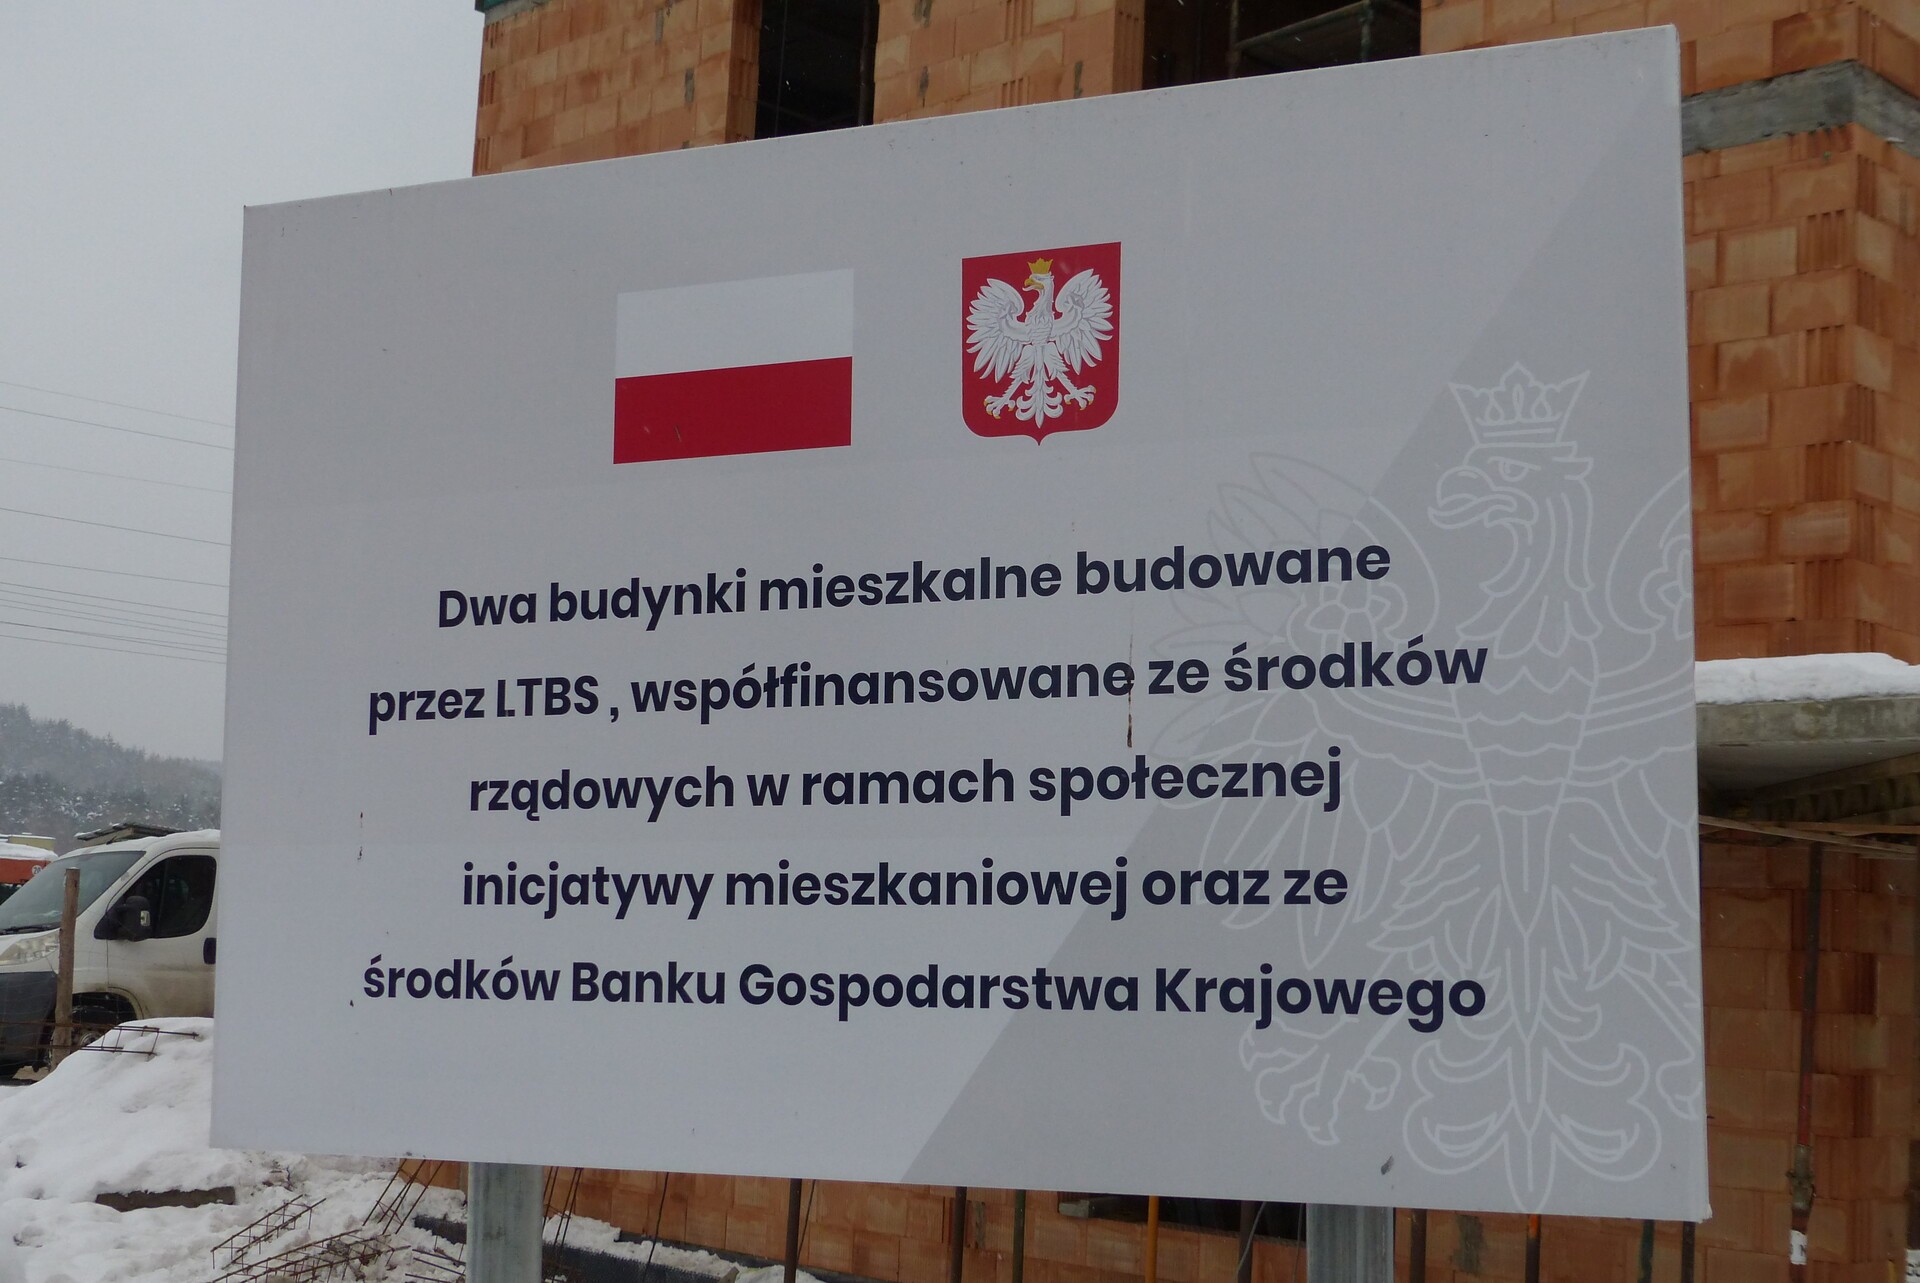 Dwa budynki mieszkalne budowane
przez LTBS , współfinansowane ze środków
rządowych w ramach społecznej
inicjatywy mieszkaniowej oraz ze
środków Banku Gospodarstwa Krajowego